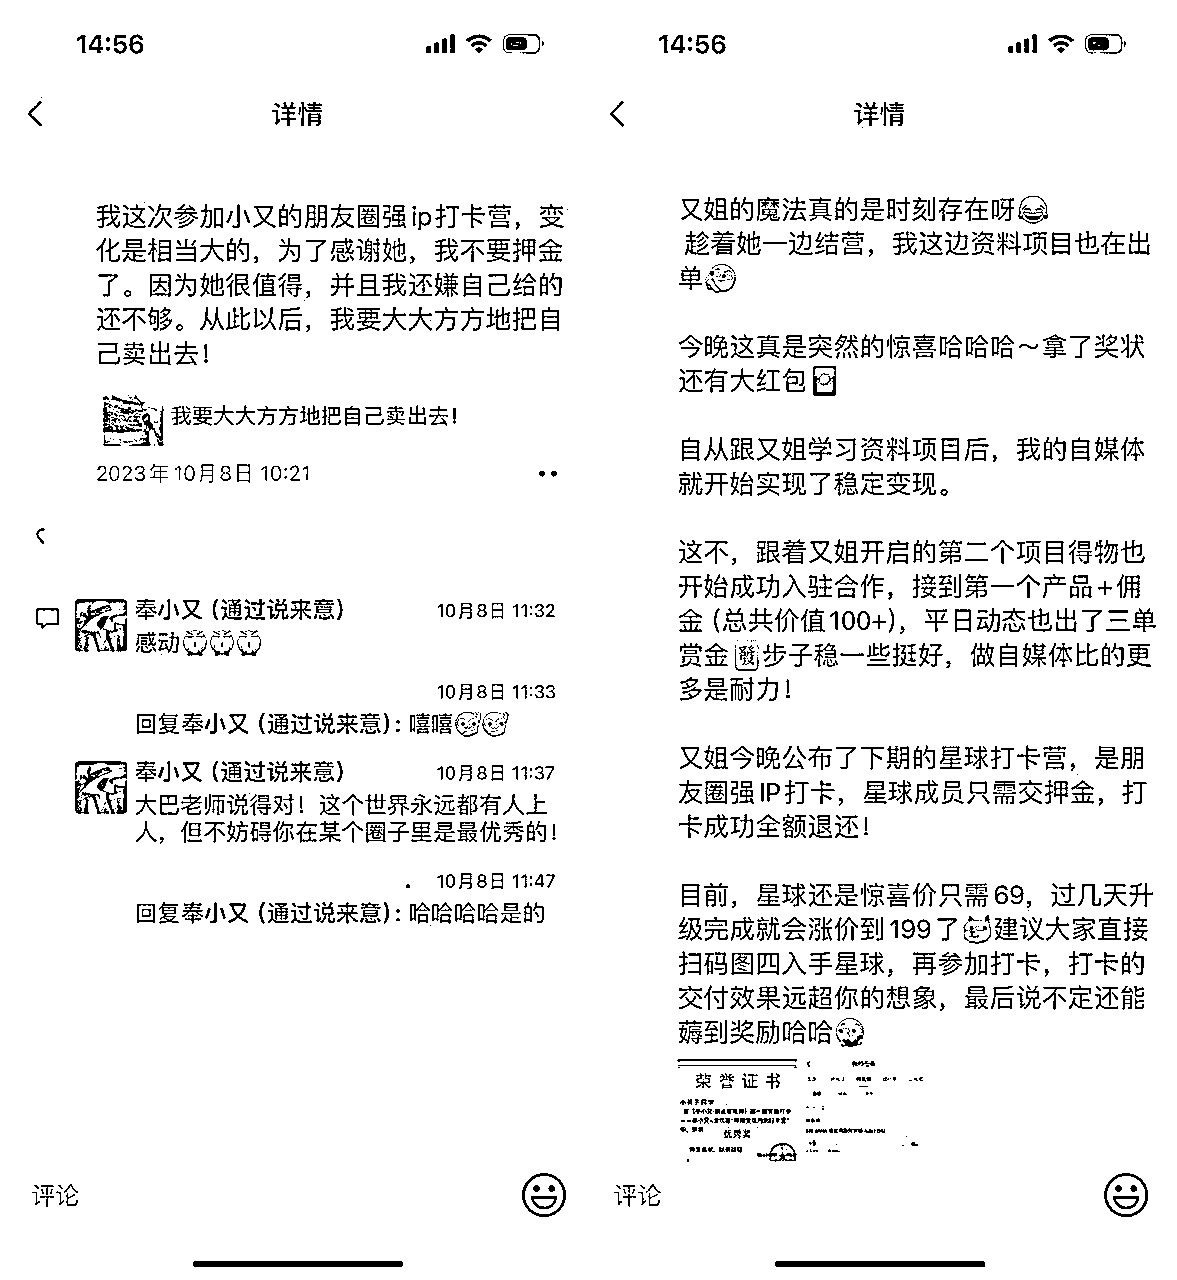 14:56
详情
我这次参加小又的朋友圈强ip打卡营，变
化是相当大的，为了感谢她，我不要押金
了。因为她很值得，并且我还嫌自己给的
还不够。从此以后，我要大大方方地把自
己卖出去！
我要大大方方地把自己卖出去！
2023年10月8日 10:21
奉小又（通过说来意） 10月8日 11:32
感动
10月8日 11:33
回复奉小又（通过说来意）：嘻嘻
奉小又（通过说来意） 10月8日 11:37
大巴老师说得对！这个世界永远都有人上
人，但不妨碍你在某个圈子里是最优秀的！
10月8日 11:47
回复奉小又（通过说来意）：哈哈哈哈是的
评论
14:56
详情
又姐的魔法真的是时刻存在呀
趁着她一边结营，我这边资料项目也在出
单
今晚这真是突然的惊喜哈哈哈～拿了奖状
还有大红包
自从跟又姐学习资料项目后，我的自媒体
就开始实现了稳定变现。
这不，跟着又姐开启的第二个项目得物也
开始成功入驻合作，接到第一个产品+佣
金（总共价值100+），平日动态也出了三单
赏金發步子稳一些挺好，做自媒体比的更
多是耐力！
又姐今晚公布了下期的星球打卡营，是朋
友圈强IP打卡，星球成员只需交押金，打
卡成功全额退还！
目前，星球还是惊喜价只需69，过几天升
级完成就会涨价到199了建议大家直接
扫码图四入手星球，再参加打卡，打卡的
交付效果远超你的想象，最后说不定还能
薅到奖励哈哈
荣誉证书
优秀奖
评论